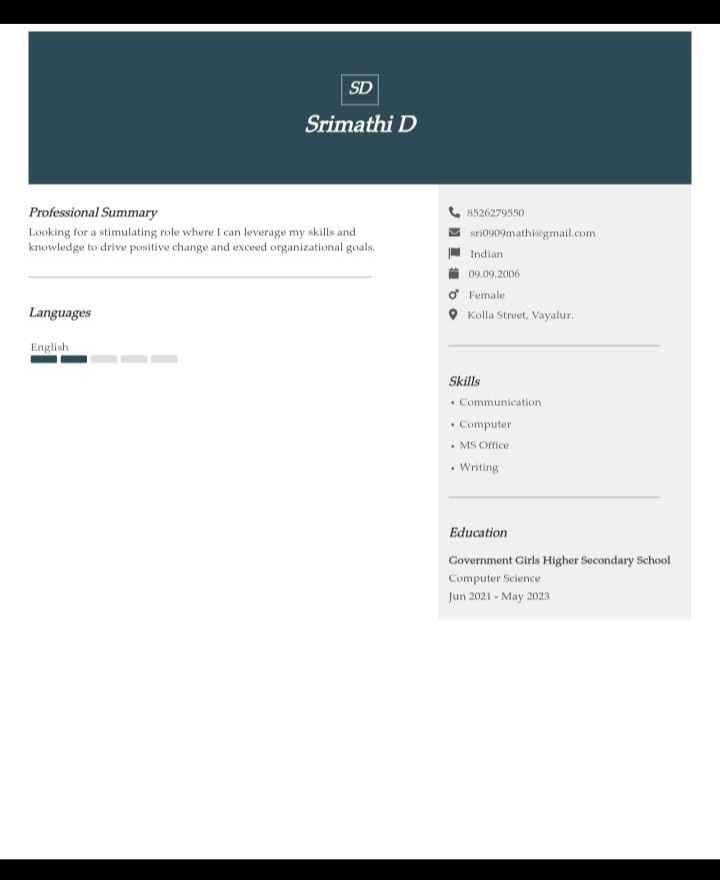 SD
Srimathi D
Professional Summary
Looking for a stimulating role where I can leverage my skills and
knowledge to drive positive change and exceed organizational goals.
Languages
English
8526279550
sri0909mathi@gmail.com
Indian
09.09.2006
Female
Kolla Street, Vayalur.
Skills
• Communication
• Computer
• MS Office
• Writing
Education
Government Girls Higher Secondary School
Computer Science
Jun 2021 - May 2023